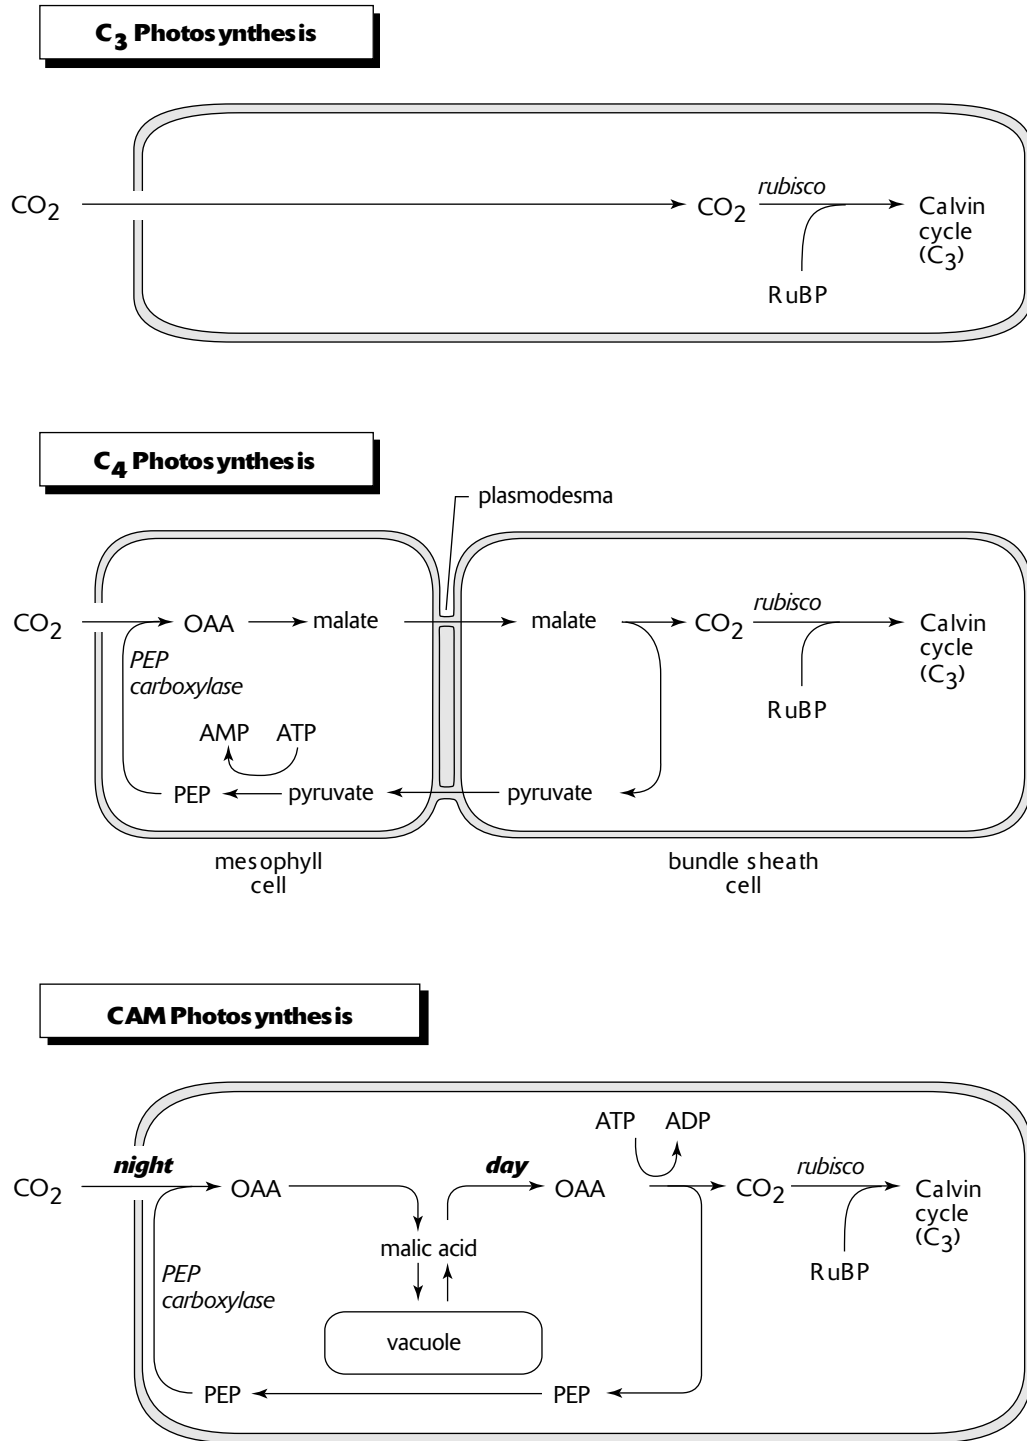 C3 Photosynthesis
CO2
CO2
rubisco
Calvin
cycle
(C3)
RuBP
C4 Photosynthesis
plasmodesma
CO2
OAA
malate
malate
CO2
rubisco
Calvin
cycle
(C3)
RuBP
PEP
carboxylase
AMP
ATP
PEP
pyruvate
pyruvate
mesophyll
cell
bundle sheath
cell
CAM Photosynthesis
ATP
ADP
CO2
night
OAA
day
OAA
CO2
rubisco
Calvin
cycle
(C3)
RuBP
malic acid
PEP
carboxylase
vacuole
PEP
PEP